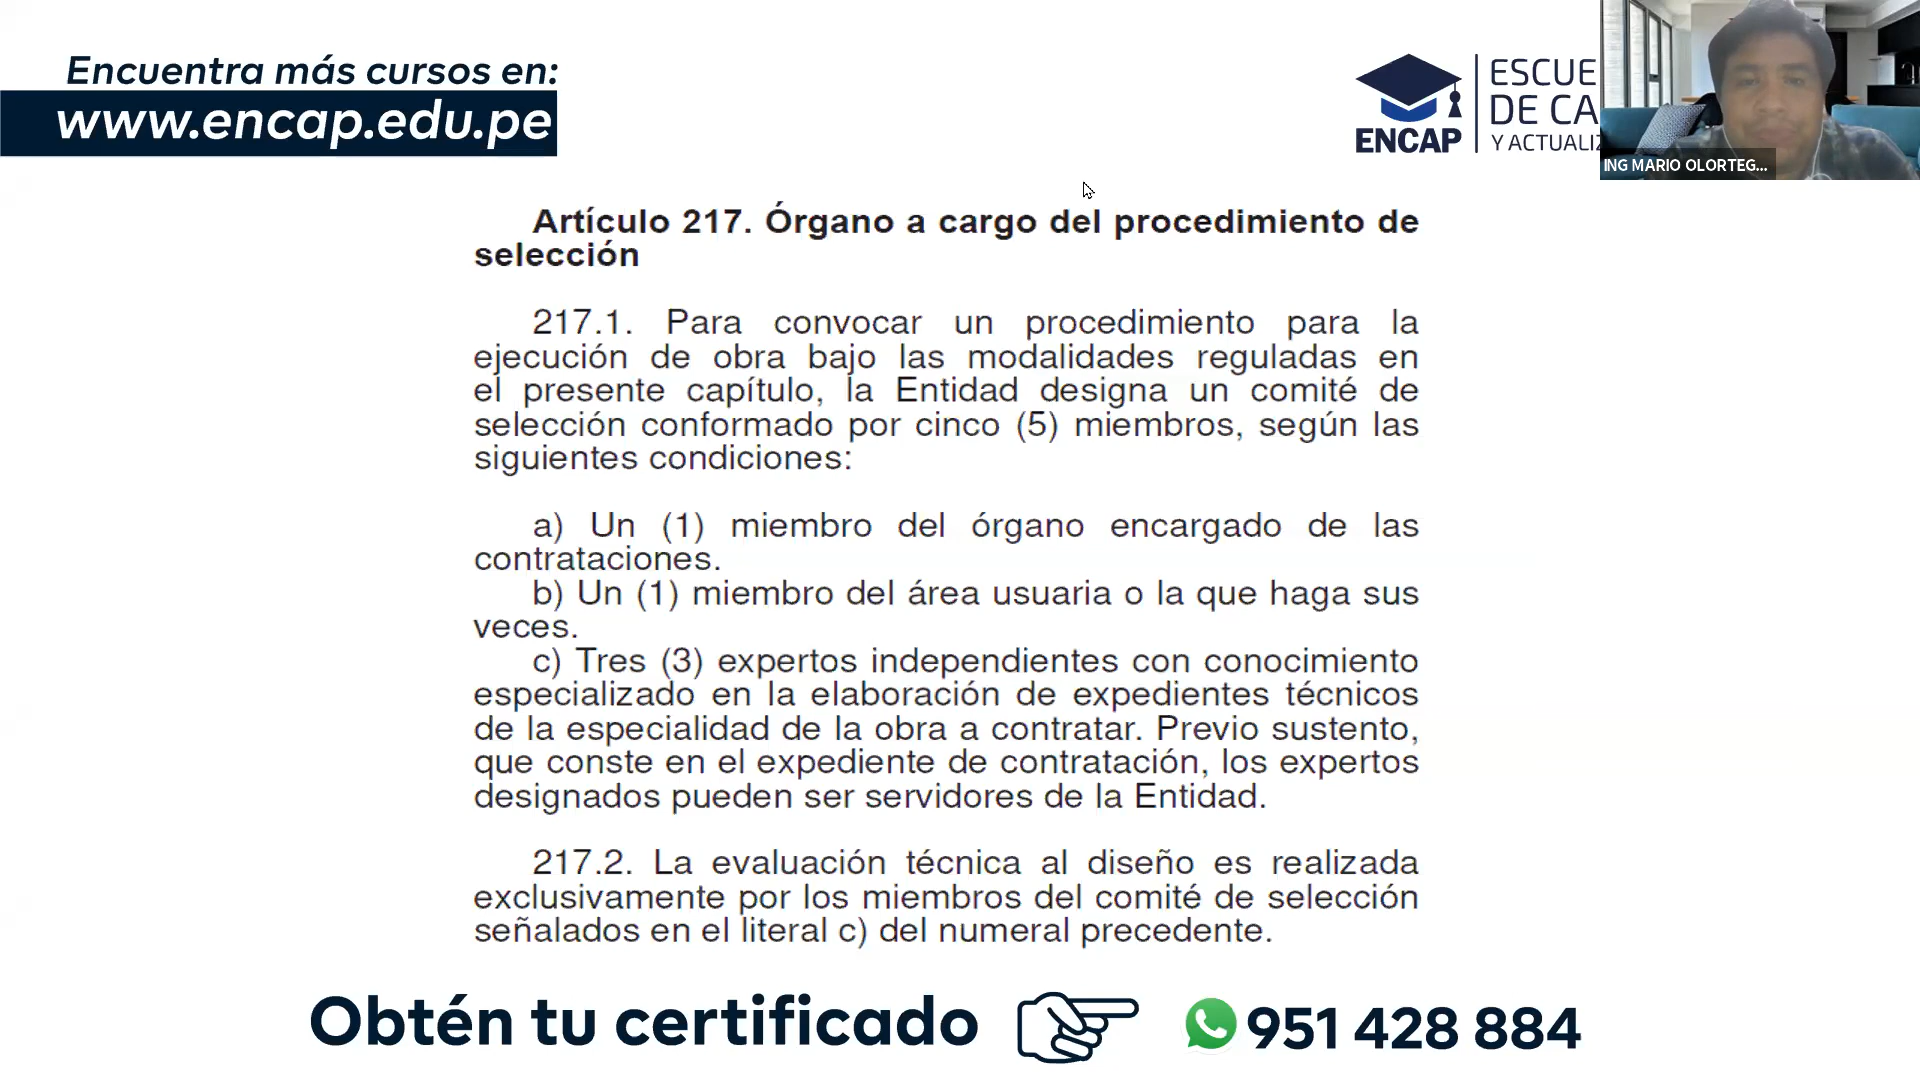 Encuentra más cursos en:
www.encap.edu.pe
ENCAP
ESCUE
DE CA
Y ACTUALIZ
ING MARIO OLORTEG...
Artículo 217. Órgano a cargo del procedimiento de
selección
217.1. Para convocar un procedimiento para la
ejecución de obra bajo las modalidades reguladas en
el presente capítulo, la Entidad designa un comité de
selección conformado por cinco (5) miembros, según las
siguientes condiciones:
a) Un (1) miembro del órgano encargado de las
contrataciones.
b) Un (1) miembro del área usuaria o la que haga sus
veces.
c) Tres (3) expertos independientes con conocimiento
especializado en la elaboración de expedientes técnicos
de la especialidad de la obra a contratar. Previo sustento,
que conste en el expediente de contratación, los expertos
designados pueden ser servidores de la Entidad.
217.2. La evaluación técnica al diseño es realizada
exclusivamente por los miembros del comité de selección
señalados en el literal c) del numeral precedente.
Obtén tu certificado
951 428 884